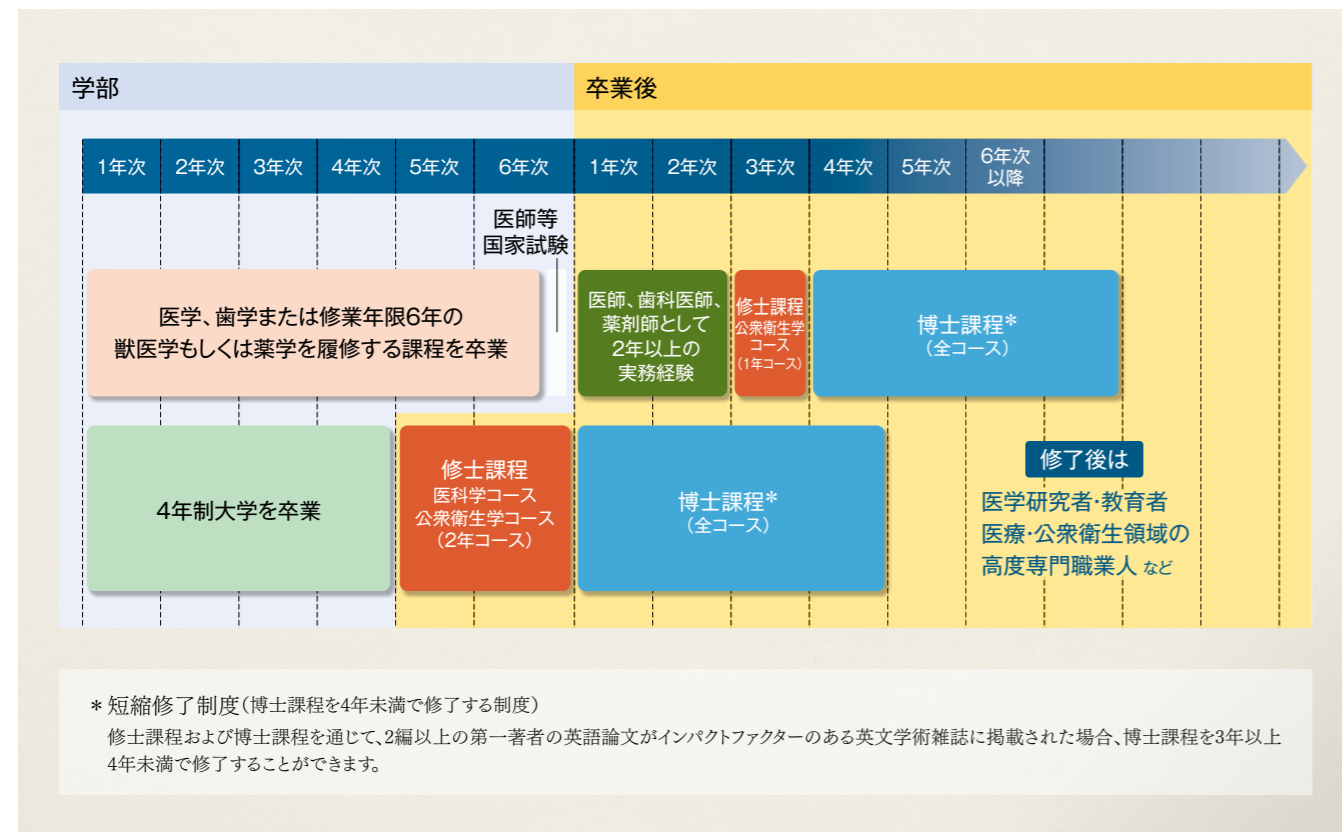 学部
卒業後
1年次
2年次
3年次
4年次
5年次
6年次
1年次
2年次
3年次
4年次
5年次
6年次
以降
医師等
国家試験
医学、歯学または修業年限6年の
獣医学もしくは薬学を履修する課程を卒業
医師、歯科医師、
薬剤師として
2年以上の
実務経験
修士課程
公衆衛生学
コース
(1年コース)
博士課程*
(全コース)
4年制大学を卒業
修士課程
医科学コース
公衆衛生学コース
(2年コース)
博士課程*
(全コース)
修了後は
医学研究者・教育者
医療・公衆衛生領域の
高度専門職業人 など
* 短縮修了制度(博士課程を4年未満で修了する制度)
修士課程および博士課程を通じて、2編以上の第一著者の英語論文がインパクトファクターのある英文学術雑誌に掲載された場合、博士課程を3年以上
4年未満で修了することができます。